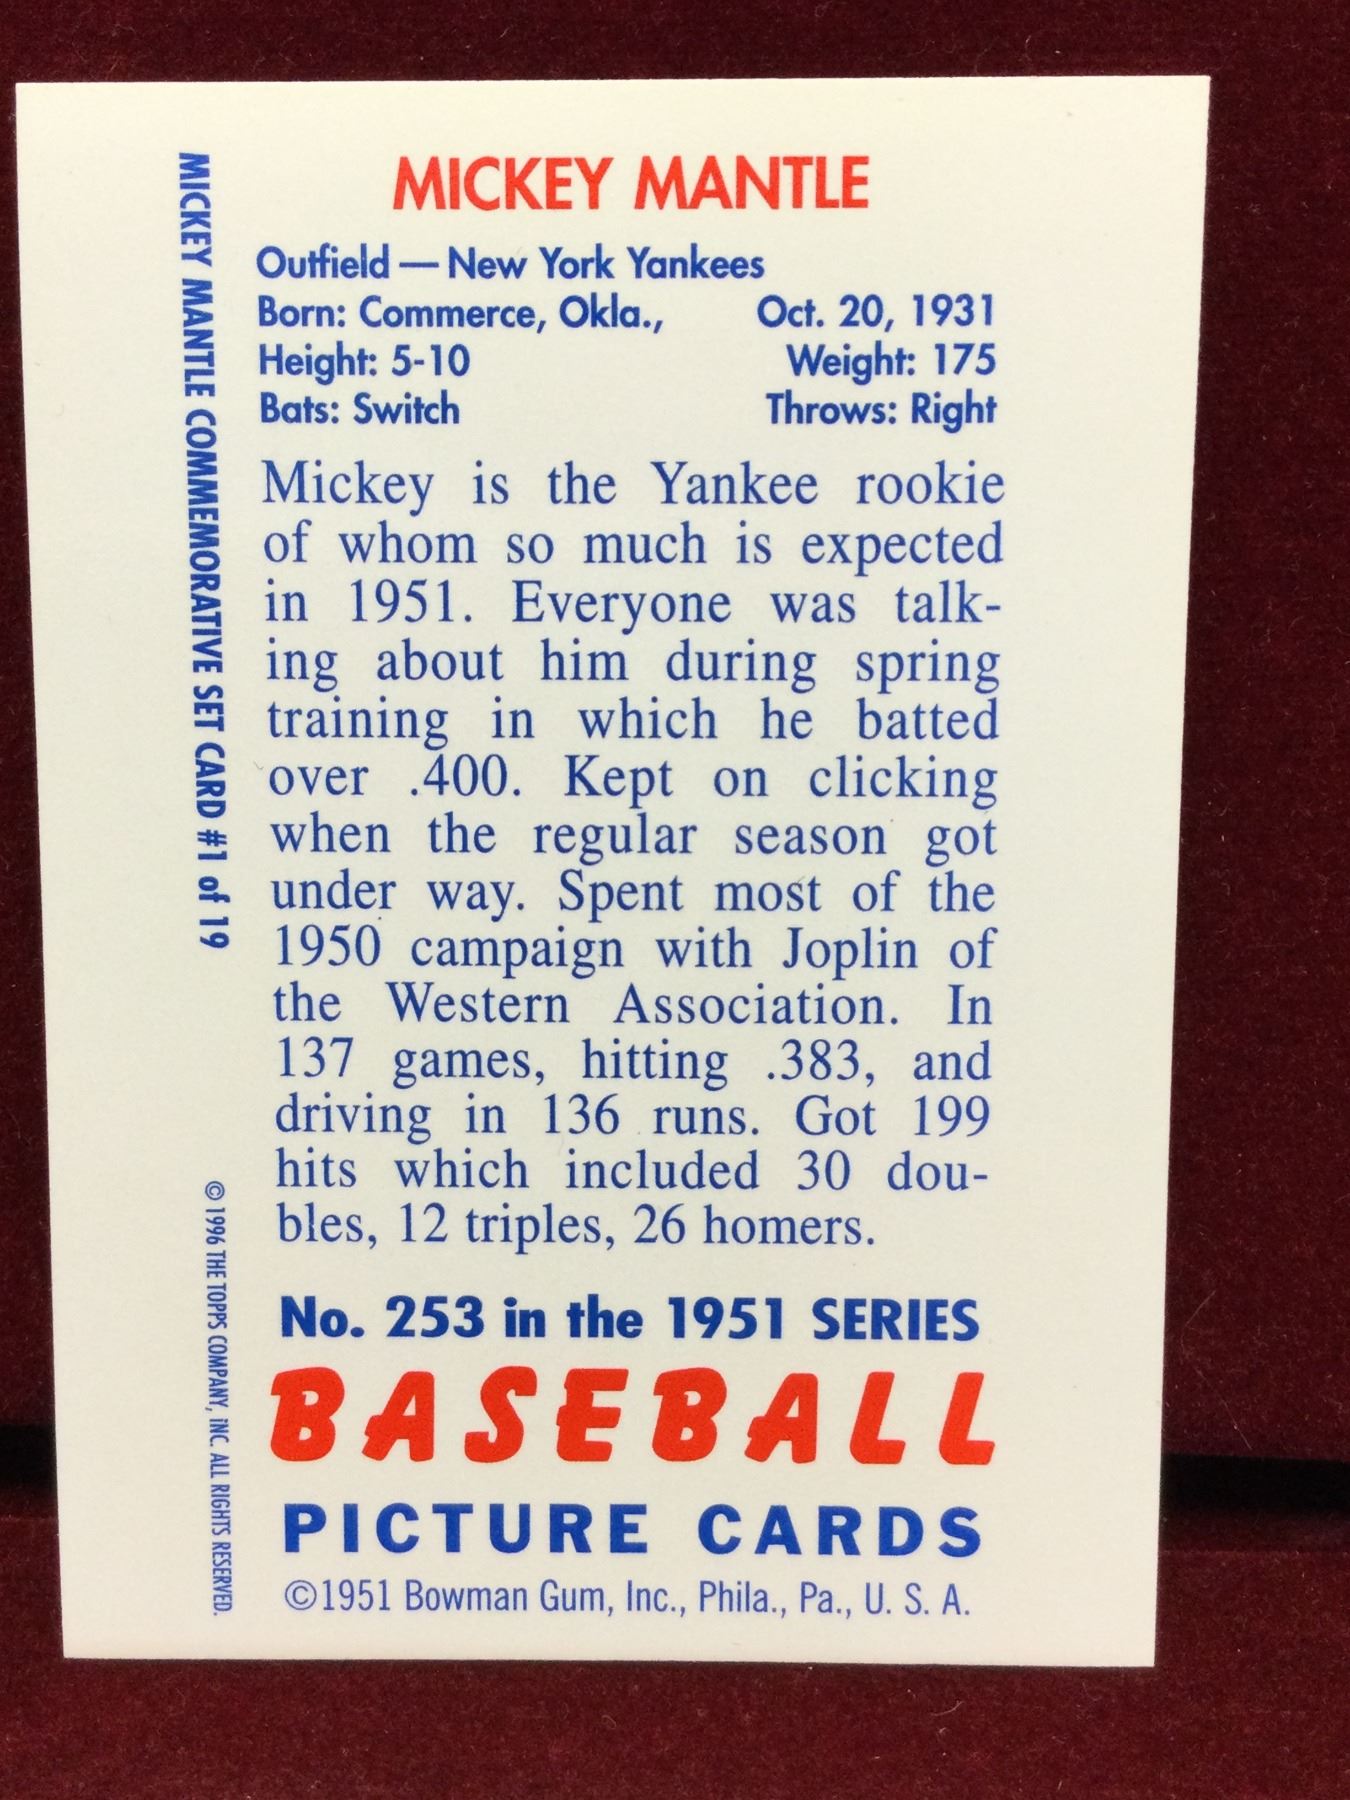 MICKEY MANTLE
Outfield — New York Yankees
Born: Commerce, Okla., Oct. 20, 1931
Height: 5-10 Weight: 175
Bats: Switch Throws: Right
Mickey is the Yankee rookie
of whom so much is expected
in 1951. Everyone was talk-
ing about him during spring
training in which he batted
over .400. Kept on clicking
when the regular season got
under way. Spent most of the
1950 campaign with Joplin of
the Western Association. In
137 games, hitting .383, and
driving in 136 runs. Got 199
hits which included 30 dou-
bles, 12 triples, 26 homers.
No. 253 in the 1951 SERIES
BASEBALL
PICTURE CARDS
©1951 Bowman Gum, Inc., Phila., Pa., U. S. A.
MICKEY MANTLE COMMEMORATIVE SET CARD #1 of 19
© 1996 THE TOPPS COMPANY, INC. ALL RIGHTS RESERVED.